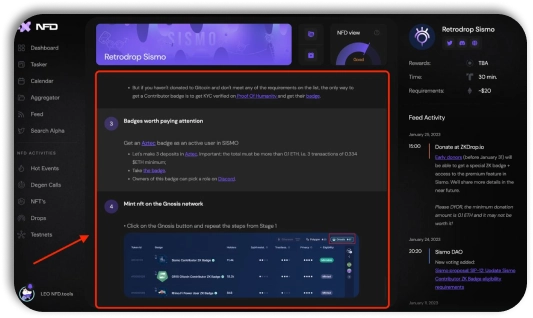 NFD
Dashboard
Tasker
Calendar
Aggregator
Feed
Search Alpha
NFD ACTIVITIES
Hot Events
Degen Calls
NFT's
Drops
Testnets
LEO NFD.tools
SISMO
Retrodrop Sismo
NFD view
Good
• But if you haven't donated to Gitcoin and don't meet any of the requirements on the list, the only way to
get a Contributor badge is to get KYC verified on Proof Of Humanity and get their badge.
3 Badges worth paying attention
Get an Aztec badge as an active user in SISMO
• Let's make 3 deposits in Aztec. Important: the total must be more than 0.1 ETH. I.e. 3 transactions of 0.034
$ETH minimum;
• Take the badge
• Owners of this badge can pick a role on Discord
4 Mint nft on the Gnosis network
• Click on the Gnosis button and repeat the steps from Stage 1
Retrodrop Sismo
Rewards: TBA
Time: 30 min.
Requirements: ~$20
Feed Activity
January 23, 2023
15:00 Donate at ZKDrop.io
Early donors (before January 31) will
be able to get a special ZK badge +
access to the premium feature in
Sismo. We'll share more details in the
near future.
Please DYOR, the minimum donation
amount is 0.1 ETH and it may not be
worth it!
January 24, 2023
20:20 Sismo DAO
New voting added:
Sismo proposal SIP-12: Update Sismo
Contributor ZK Badge eligibility
requirements